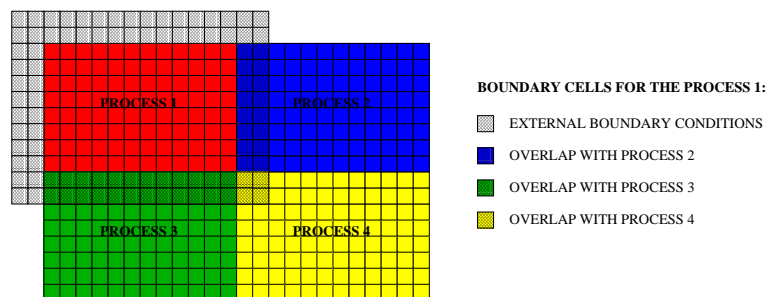 PROCESS 1
PROCESS 2
PROCESS 3
PROCESS 4
BOUNDARY CELLS FOR THE PROCESS 1:
EXTERNAL BOUNDARY CONDITIONS
OVERLAP WITH PROCESS 2
OVERLAP WITH PROCESS 3
OVERLAP WITH PROCESS 4